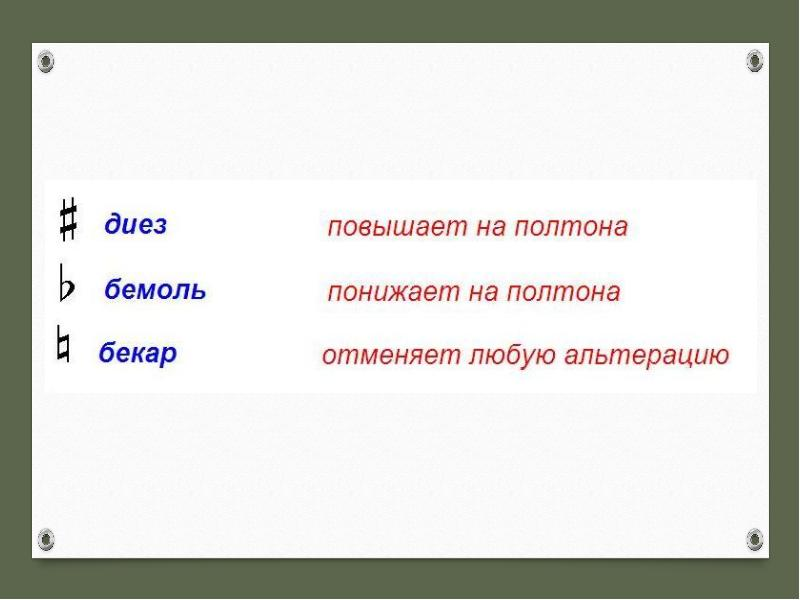 ♯ диез повышает на полтона
♭ бемоль понижает на полтона
♮ бекар отменяет любую альтерацию